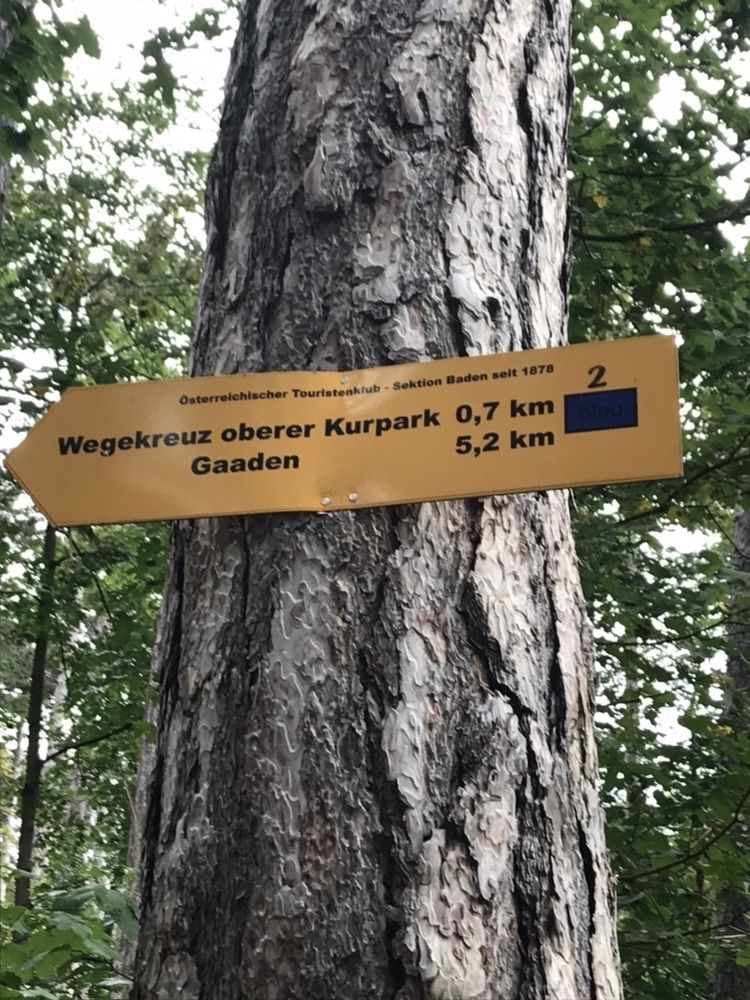 Österreichischer Touristenklub - Sektion Baden seit 1878
2
Wegekreuz oberer Kurpark 0,7 km
blau
Gaaden 5,2 km